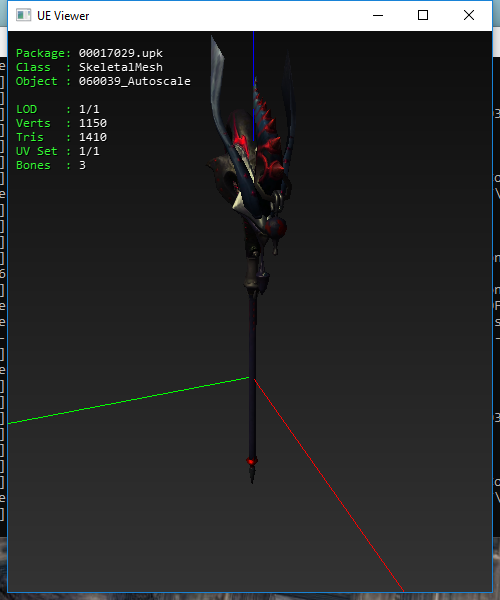 UE Viewer
Package: 00017029.upk
Class  : SkeletalMesh
Object : 060039_Autoscale
LOD    : 1/1
Verts  : 1150
Tris   : 1410
UV Set : 1/1
Bones  : 3